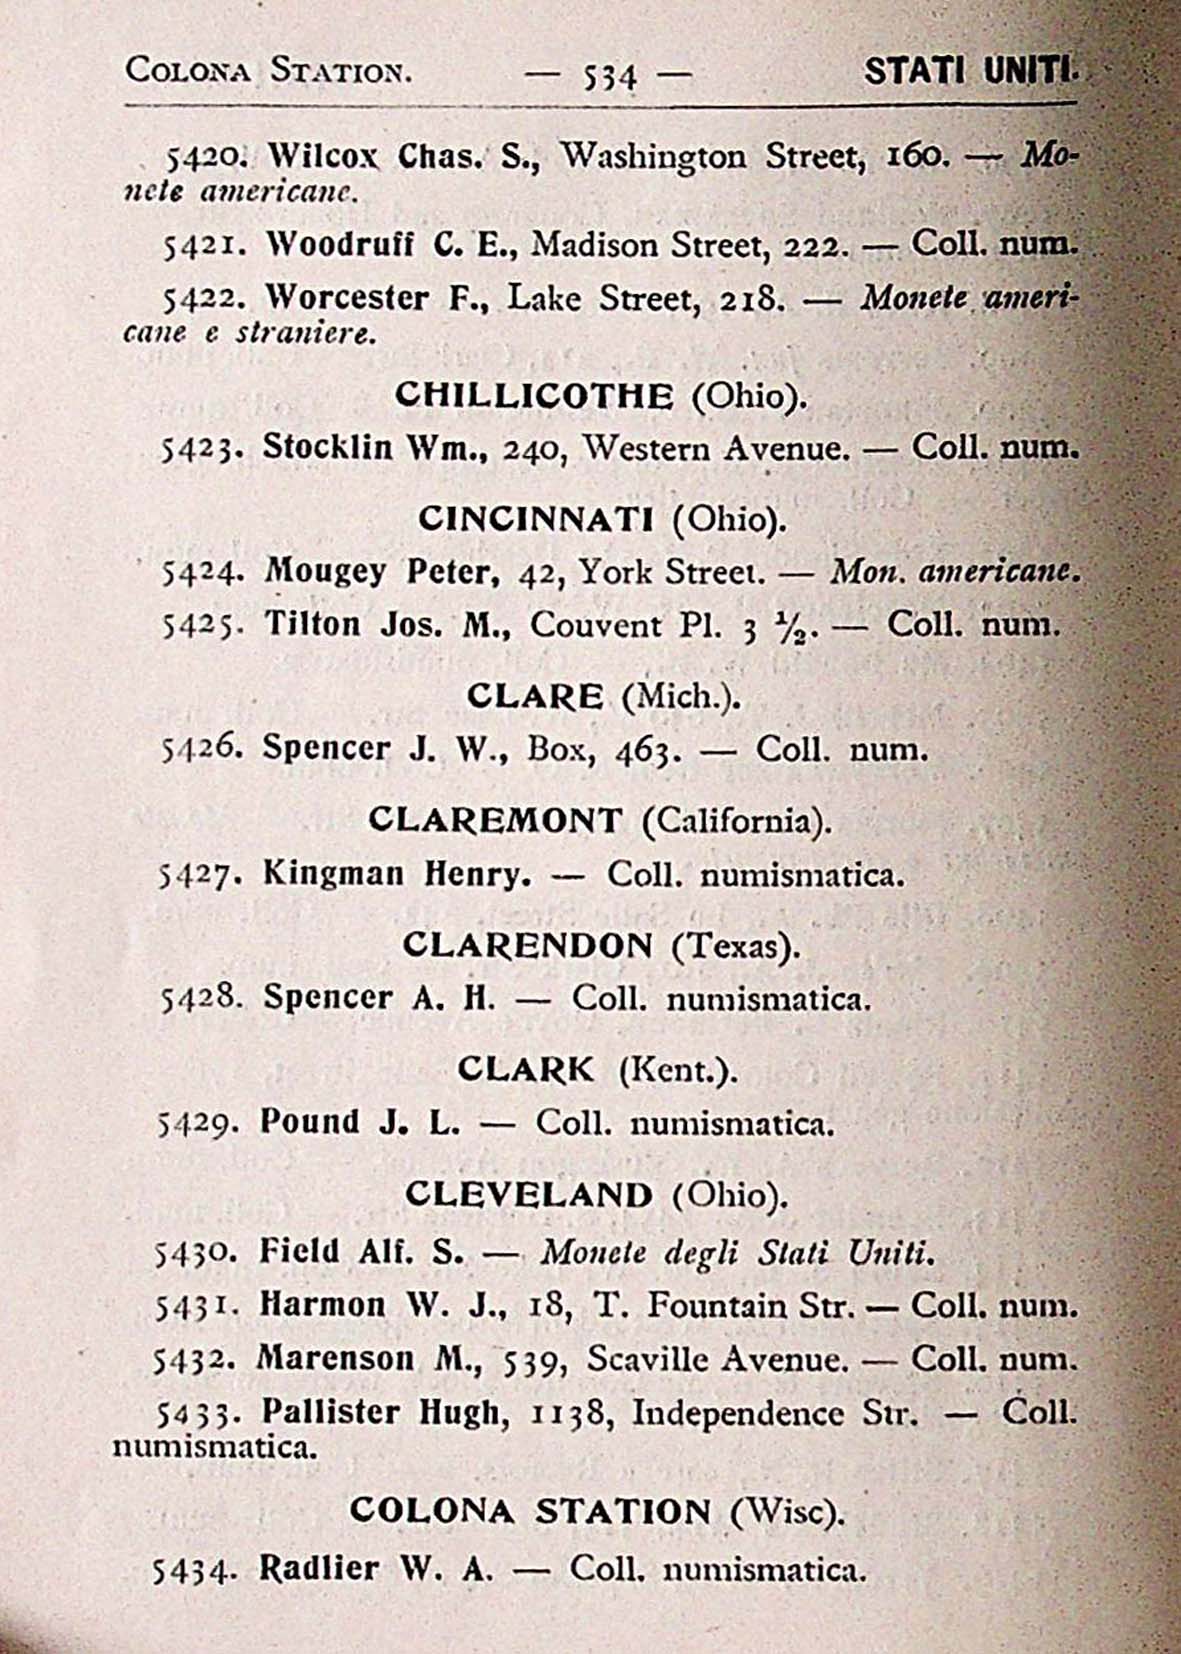 COLONA STATION. — 534 — STATI UNITI.
5420. Wilcox Chas. S., Washington Street, 160. — Mo-
nete americane.
5421. Woodruff C. E., Madison Street, 222. — Coll. num.
5422. Worcester F., Lake Street, 218. — Monete ameri-
cane e straniere.
CHILLICOTHE (Ohio).
5423. Stocklin Wm., 240, Western Avenue. — Coll. num.
CINCINNATI (Ohio).
5424. Mougey Peter, 42, York Street. — Mon. americane.
5425. Tilton Jos. M., Couvent Pl. 3 ½. — Coll. num.
CLARE (Mich.).
5426. Spencer J. W., Box, 463. — Coll. num.
CLAREMONT (California).
5427. Kingman Henry. — Coll. numismatica.
CLARENDON (Texas).
5428. Spencer A. H. — Coll. numismatica.
CLARK (Kent.).
5429. Pound J. L. — Coll. numismatica.
CLEVELAND (Ohio).
5430. Field Alf. S. — Monete degli Stati Uniti.
5431. Harmon W. J., 18, T. Fountain Str. — Coll. num.
5432. Marenson M., 539, Scaville Avenue. — Coll. num.
5433. Pallister Hugh, 1138, Independence Str. — Coll.
numismatica.
COLONA STATION (Wisc).
5434. Radlier W. A. — Coll. numismatica.